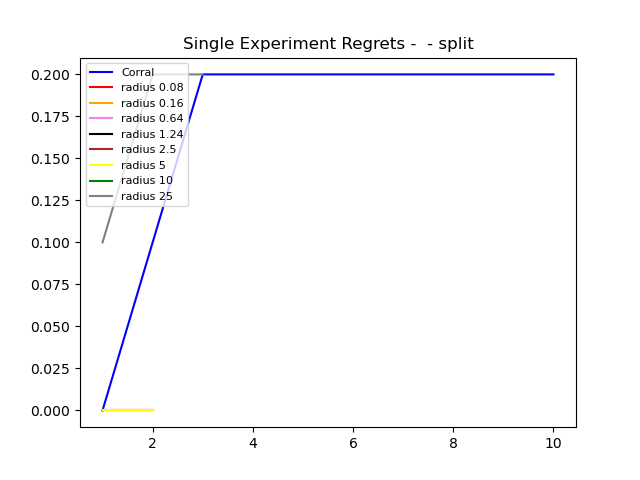 Single Experiment Regrets -  - split
Corral
radius 0.08
radius 0.16
radius 0.64
radius 1.24
radius 2.5
radius 5
radius 10
radius 25
0.200
0.175
0.150
0.125
0.100
0.075
0.050
0.025
0.000
2 4 6 8 10